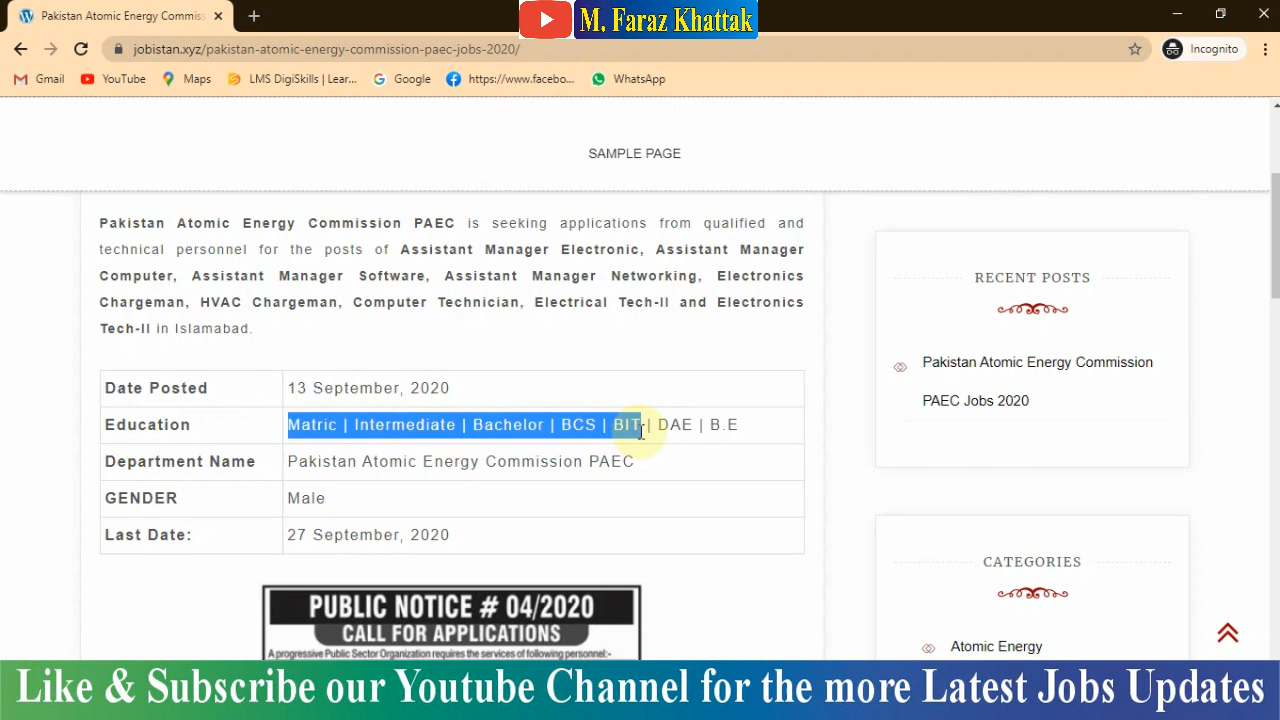 Pakistan Atomic Energy Commiss
M. Faraz Khattak
jobistan.xyz/pakistan-atomic-energy-commission-paec-jobs-2020/
Incognito
Gmail
YouTube
Maps
LMS DigiSkills | Lear...
Google
https://www.facebo...
WhatsApp
SAMPLE PAGE
Pakistan Atomic Energy Commission PAEC is seeking applications from qualified and
technical personnel for the posts of Assistant Manager Electronic, Assistant Manager
Computer, Assistant Manager Software, Assistant Manager Networking, Electronics
Chargeman, HVAC Chargeman, Computer Technician, Electrical Tech-II and Electronics
Tech-II in Islamabad.
Date Posted 13 September, 2020
Education Matric | Intermediate | Bachelor | BCS | BIT | DAE | B.E
Department Name Pakistan Atomic Energy Commission PAEC
GENDER Male
Last Date: 27 September, 2020
PUBLIC NOTICE # 04/2020
CALL FOR APPLICATIONS
A progressive Public Sector Organization requires the services of following personnel:-
RECENT POSTS
Pakistan Atomic Energy Commission
PAEC Jobs 2020
CATEGORIES
Atomic Energy
Like & Subscribe our Youtube Channel for the more Latest Jobs Updates